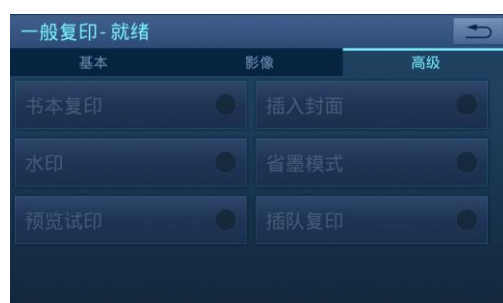 一般复印-就绪
基本 影像 高级
书本复印 插入封面
水印 省墨模式
预览试印 插队复印